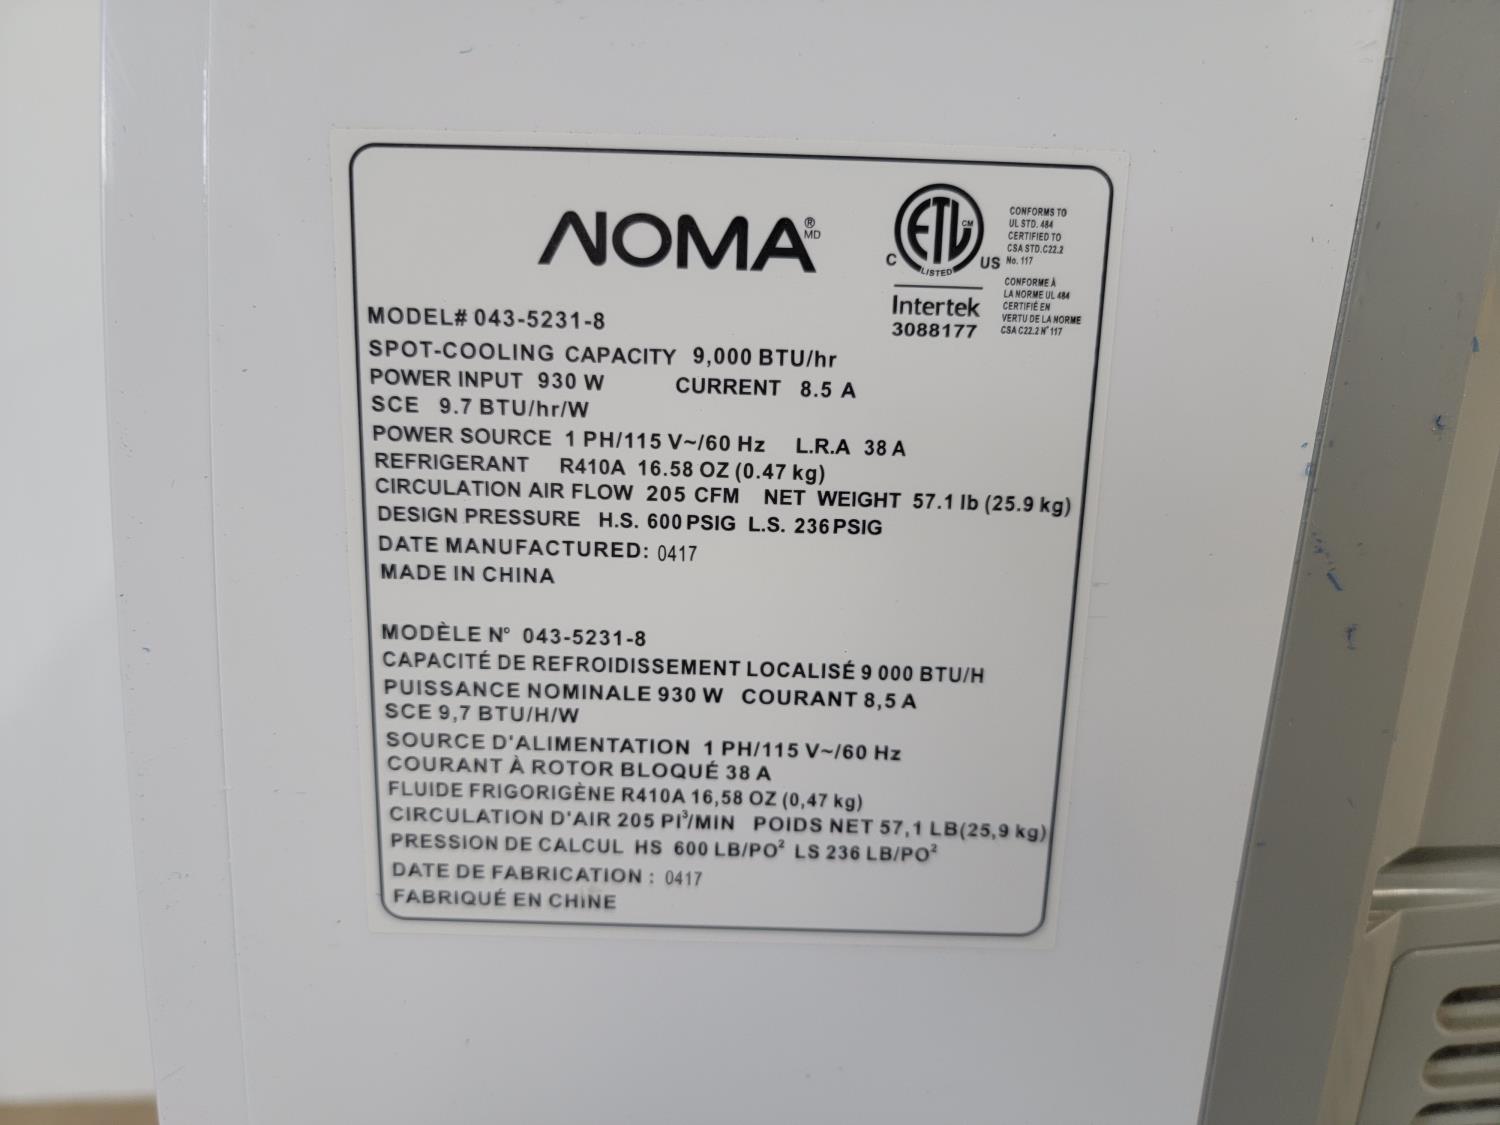 NOMA® MD
ETL CM
C LISTED US
Intertek
3088177
CONFORMS TO
UL STD. 484
CERTIFIED TO
CSA STD.C22.2
No. 117
CONFORME À
LA NORME UL 484
CERTIFIÉ EN
VERTU DE LA NORME
CSA C22.2 N° 117
MODEL# 043-5231-8
SPOT-COOLING CAPACITY 9,000 BTU/hr
POWER INPUT 930 W CURRENT 8.5 A
SCE 9.7 BTU/hr/W
POWER SOURCE 1 PH/115 V~/60 Hz L.R.A 38 A
REFRIGERANT R410A 16.58 OZ (0.47 kg)
CIRCULATION AIR FLOW 205 CFM NET WEIGHT 57.1 lb (25.9 kg)
DESIGN PRESSURE H.S. 600 PSIG L.S. 236 PSIG
DATE MANUFACTURED: 0417
MADE IN CHINA
MODÈLE N° 043-5231-8
CAPACITÉ DE REFROIDISSEMENT LOCALISÉ 9 000 BTU/H
PUISSANCE NOMINALE 930 W COURANT 8,5 A
SCE 9,7 BTU/H/W
SOURCE D'ALIMENTATION 1 PH/115 V~/60 Hz
COURANT À ROTOR BLOQUÉ 38 A
FLUIDE FRIGORIGÈNE R410A 16,58 OZ (0,47 kg)
CIRCULATION D'AIR 205 PI³/MIN POIDS NET 57,1 LB(25,9 kg)
PRESSION DE CALCUL HS 600 LB/PO² LS 236 LB/PO²
DATE DE FABRICATION : 0417
FABRIQUÉ EN CHINE